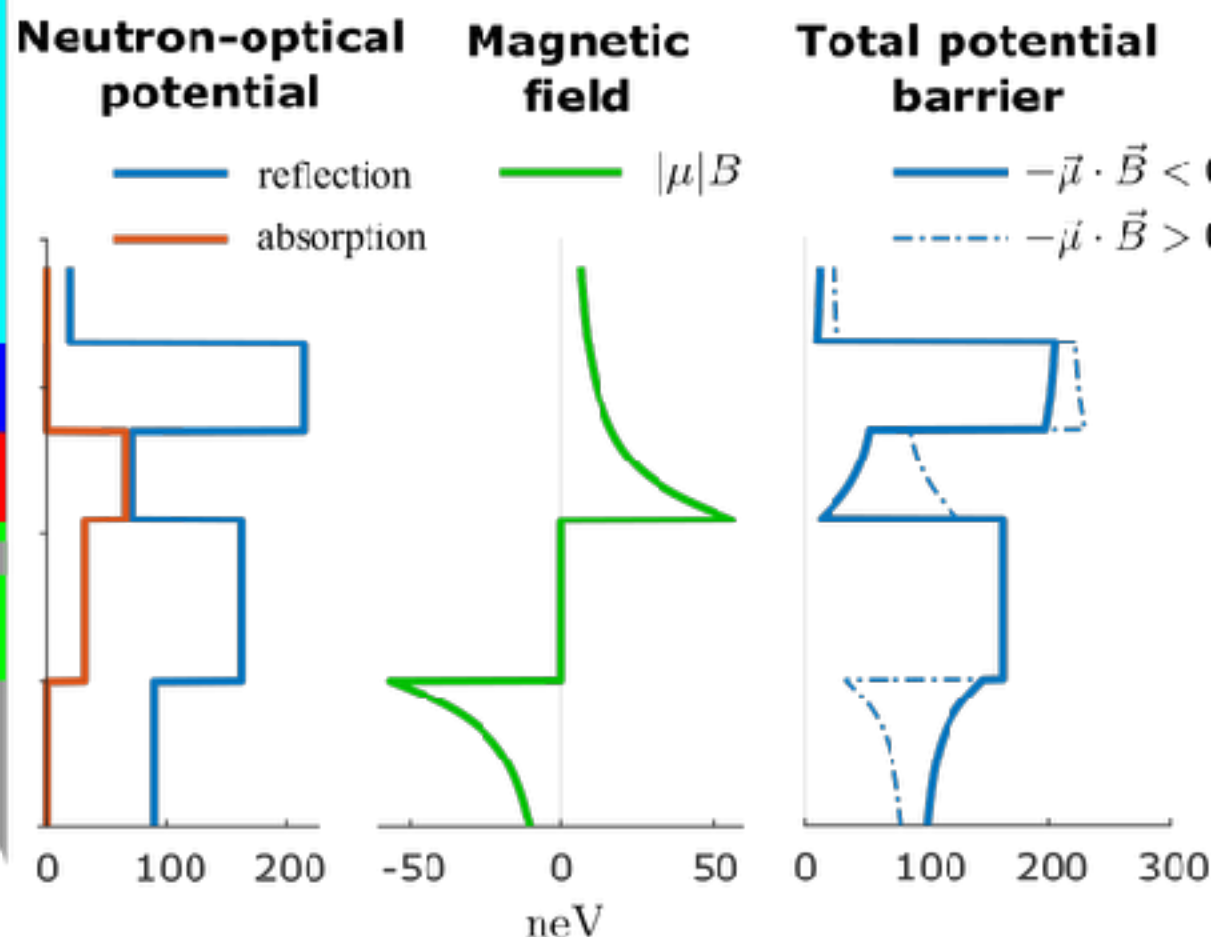 Neutron-optical
potential
Magnetic
field
Total potential
barrier
reflection
absorption
|μ|B
−μ⃗ · B⃗ <
−μ⃗ · B⃗ >
0 100 200
-50 0 50
0 100 200 300
neV